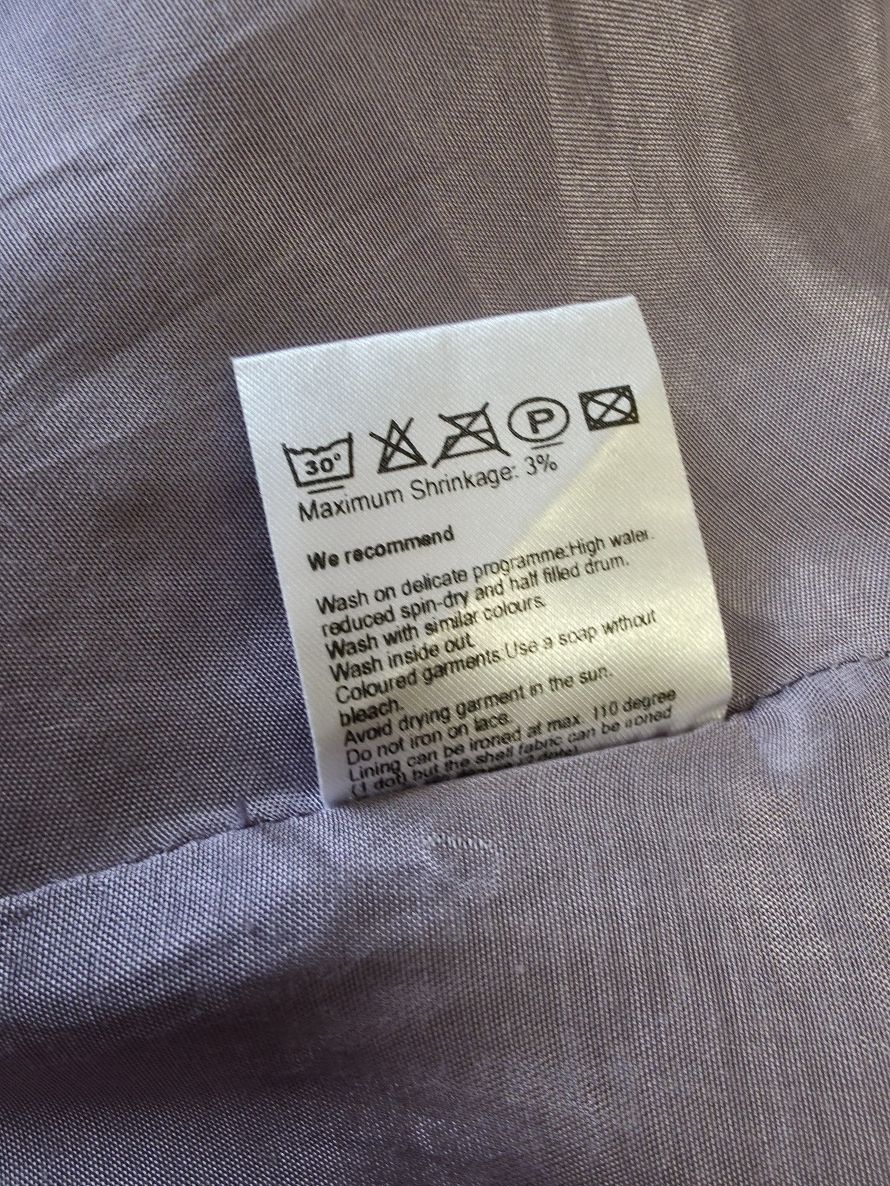 30°
P
Maximum Shrinkage: 3%
We recommend
Wash on delicate programme:High water.
reduced spin-dry and half filled drum.
Wash with similar colours.
Wash inside out.
Coloured garments:Use a soap without
bleach.
Avoid drying garment in the sun.
Do not iron on lace.
Lining can be ironed at max. 110 degree
(1 dot) but the shell fabric can be ironed